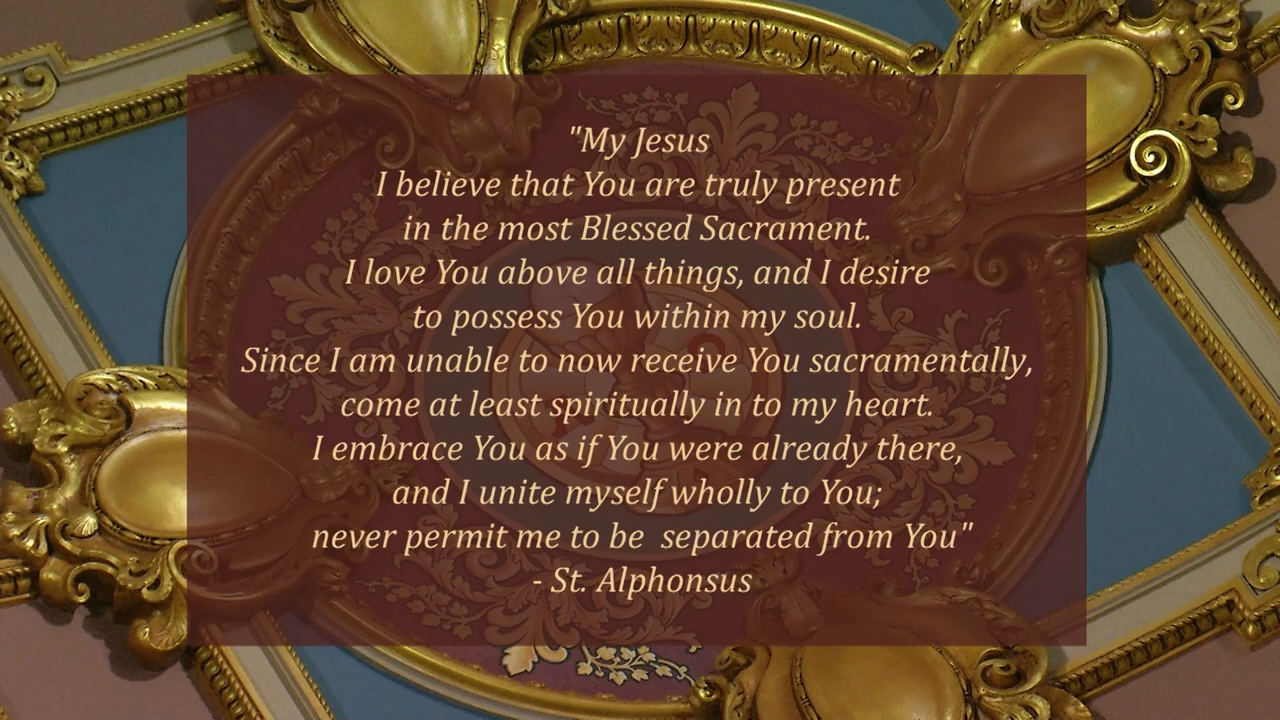 "My Jesus
I believe that You are truly present
in the most Blessed Sacrament.
I love You above all things, and I desire
to possess You within my soul.
Since I am unable to now receive You sacramentally,
come at least spiritually in to my heart.
I embrace You as if You were already there,
and I unite myself wholly to You;
never permit me to be  separated from You"
- St. Alphonsus